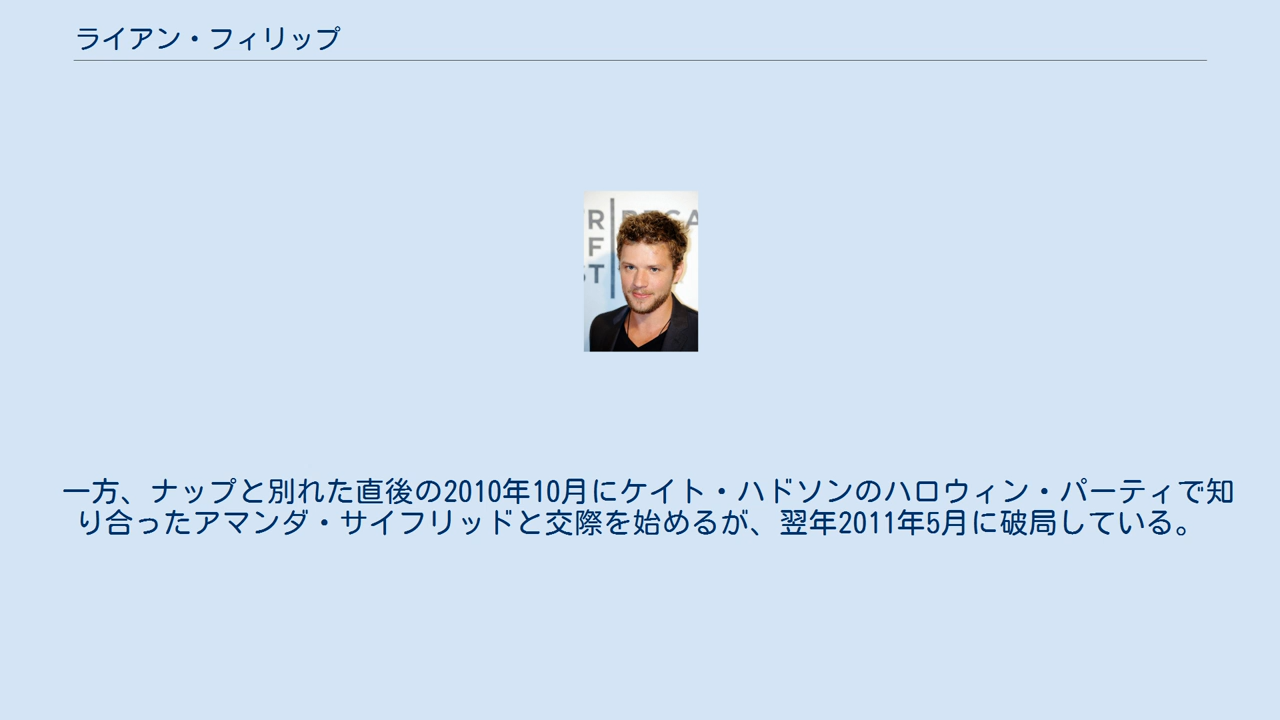 ライアン・フィリップ
R
F
ST
一方、ナップと別れた直後の2010年10月にケイト・ハドソンのハロウィン・パーティで知
り合ったアマンダ・サイフリッドと交際を始めるが、翌年2011年5月に破局している。